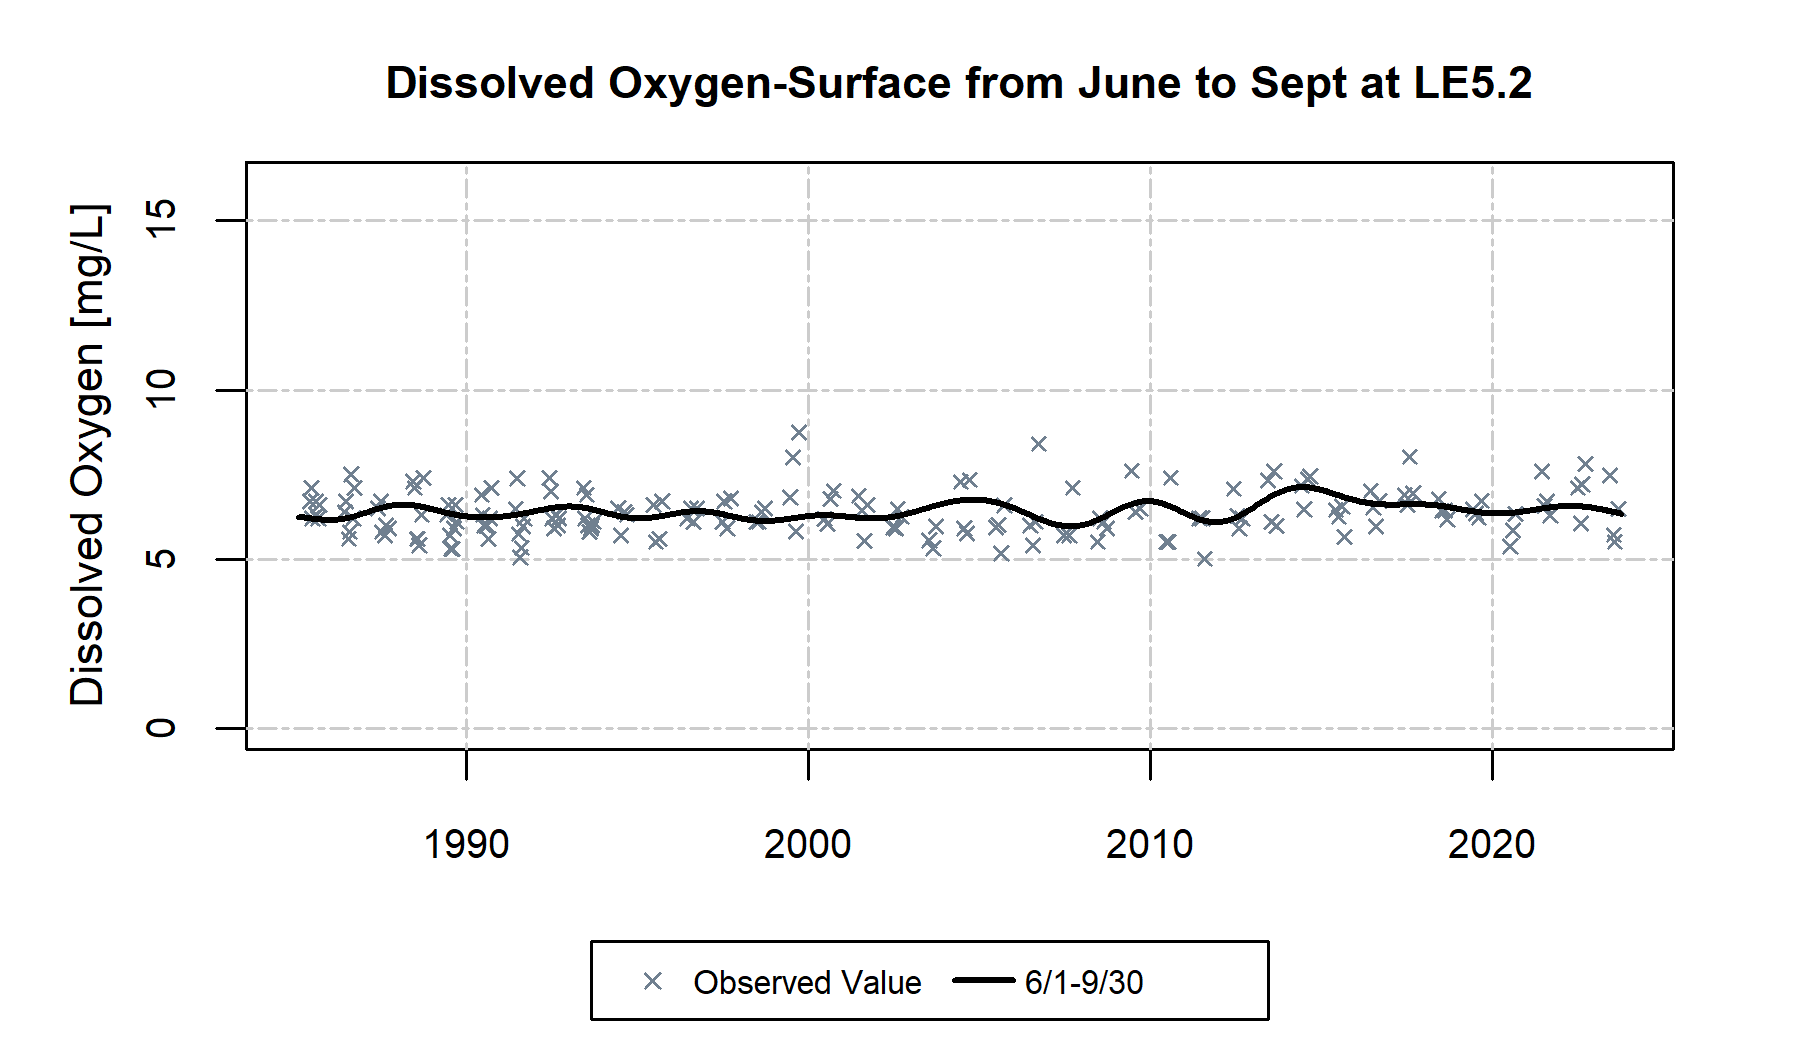 Dissolved Oxygen-Surface from June to Sept at LE5.2
Dissolved Oxygen [mg/L]
15
10
5
0
1990 2000 2010 2020
Observed Value 6/1-9/30